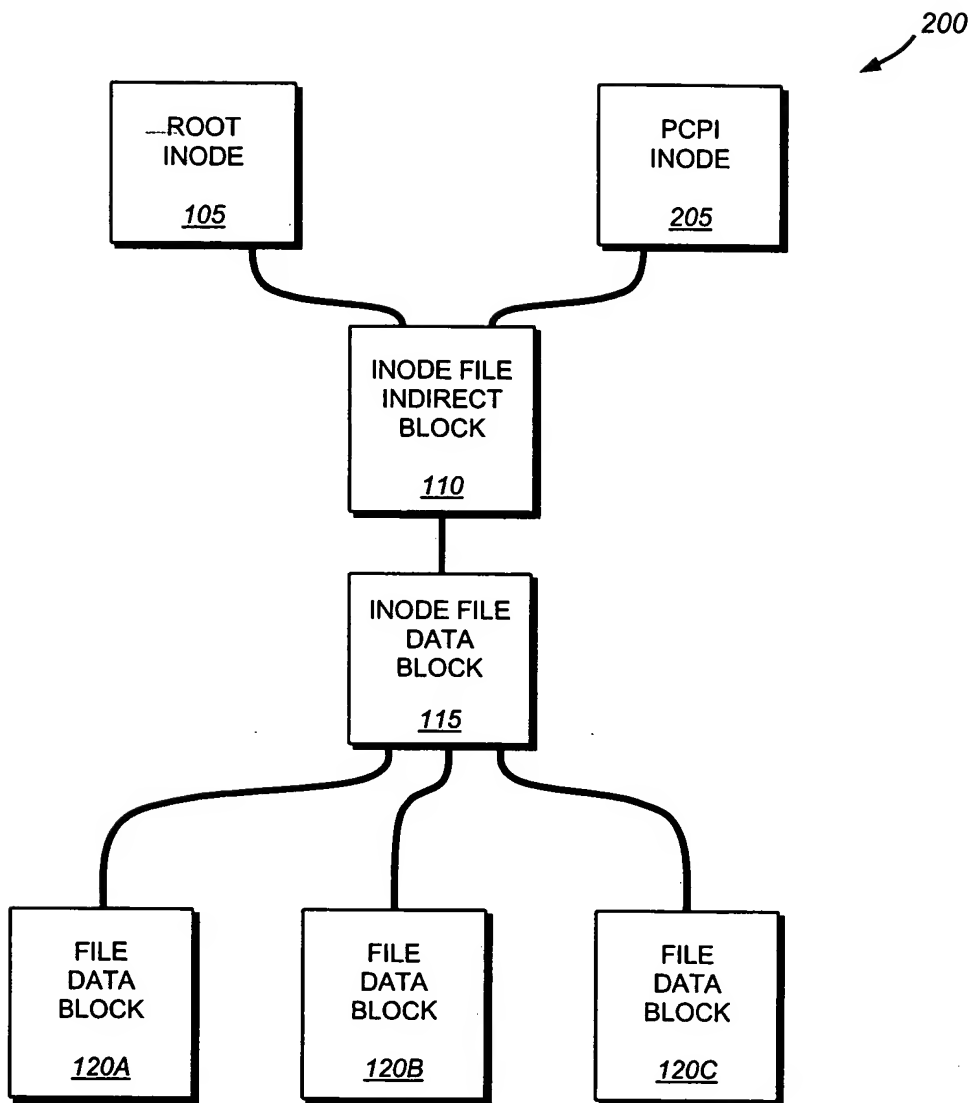 200
ROOT
INODE
105
PCPI
INODE
205
INODE FILE
INDIRECT
BLOCK
110
INODE FILE
DATA
BLOCK
115
FILE
DATA
BLOCK
120A
FILE
DATA
BLOCK
120B
FILE
DATA
BLOCK
120C